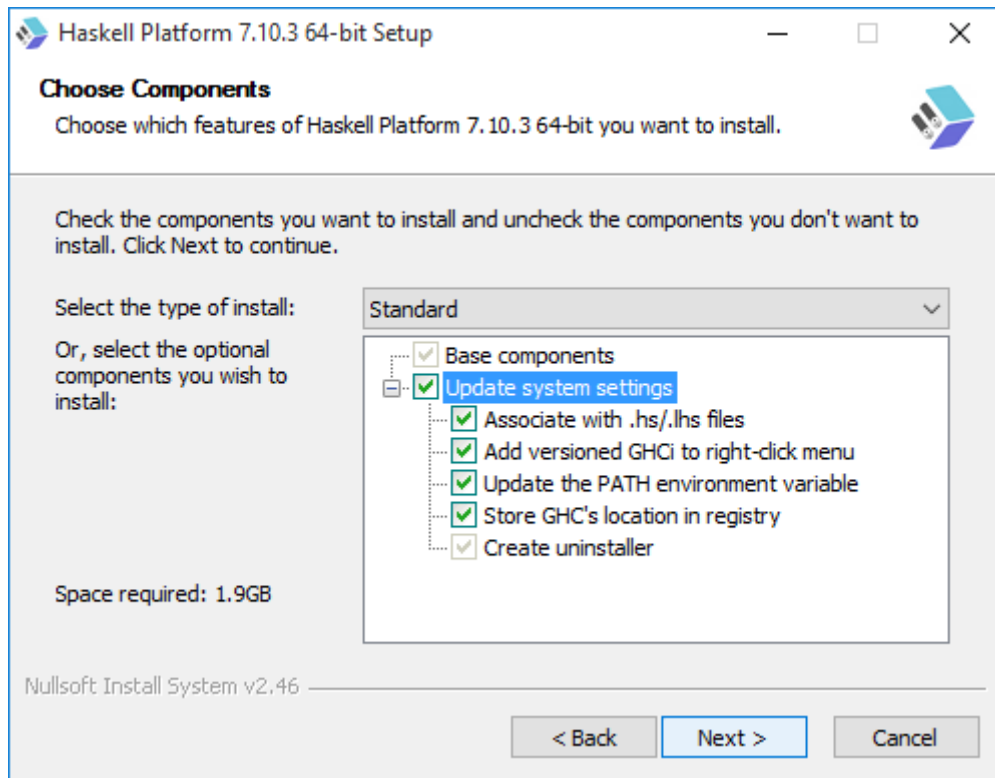 Haskell Platform 7.10.3 64-bit Setup
Choose Components
Choose which features of Haskell Platform 7.10.3 64-bit you want to install.
Check the components you want to install and uncheck the components you don't want to
install. Click Next to continue.
Select the type of install:
Standard
Or, select the optional
components you wish to
install:
Base components
Update system settings
Associate with .hs/.lhs files
Add versioned GHCi to right-click menu
Update the PATH environment variable
Store GHC's location in registry
Create uninstaller
Space required: 1.9GB
Nullsoft Install System v2.46
< Back
Next >
Cancel